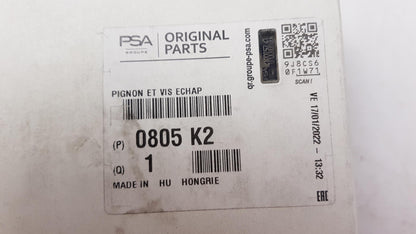 PSA
GROUPE
ORIGINAL
PARTS
qr.groupe-psa.com
9J8CS6
0F1W71
SCAN!
PIGNON ET VIS ECHAP
(P) 0805 K2
(Q) 1
MADE IN HU HONGRIE
VE 17/01/2022 - 13:32
EAC